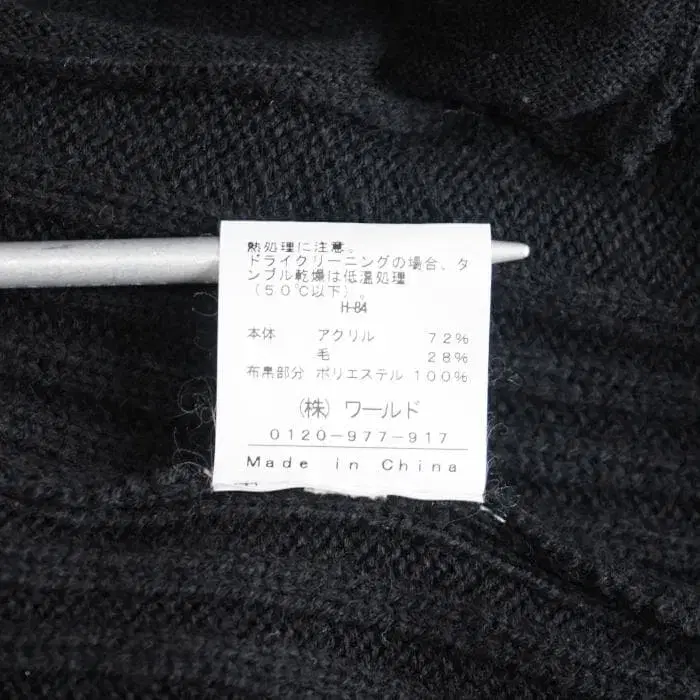 熱処理に注意。
ドライクリーニングの場合、タ
ンブル乾燥は低温処理
(50℃以下)。
H-84
本体 アクリル 72%
毛 28%
布帛部分 ポリエステル 100%
(株) ワールド
0120-977-917
Made in China